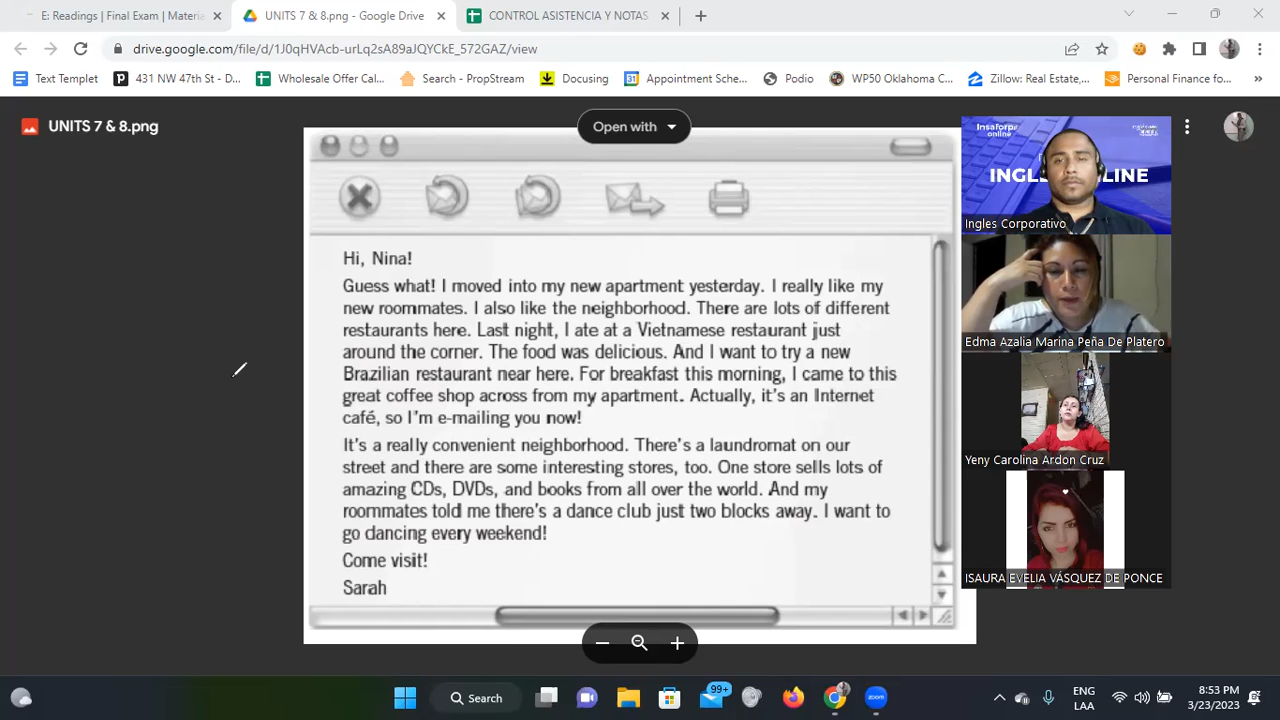 E: Readings | Final Exam | Materia
UNITS 7 & 8.png - Google Drive
CONTROL ASISTENCIA Y NOTAS
drive.google.com/file/d/1J0qHVAcb-urLq2sA89aJQYCkE_572GAZ/view
Text Templet
431 NW 47th St - D...
Wholesale Offer Cal...
Search - PropStream
Docusing
Appointment Sche...
Podio
WP50 Oklahoma C...
Zillow: Real Estate,...
Personal Finance fo...
UNITS 7 & 8.png
Open with
Hi, Nina!
Guess what! I moved into my new apartment yesterday. I really like my
new roommates. I also like the neighborhood. There are lots of different
restaurants here. Last night, I ate at a Vietnamese restaurant just
around the corner. The food was delicious. And I want to try a new
Brazilian restaurant near here. For breakfast this morning, I came to this
great coffee shop across from my apartment. Actually, it's an Internet
café, so I'm e-mailing you now!
It's a really convenient neighborhood. There's a laundromat on our
street and there are some interesting stores, too. One store sells lots of
amazing CDs, DVDs, and books from all over the world. And my
roommates told me there's a dance club just two blocks away. I want to
go dancing every weekend!
Come visit!
Sarah
Insaforp
online
INGL LINE
Ingles Corporativo
Edma Azalia Marina Peña De Platero
Yeny Carolina Ardon Cruz
ISAURA EVELIA VÁSQUEZ DE PONCE
Search
99+
zoom
ENG
LAA
8:53 PM
3/23/2023